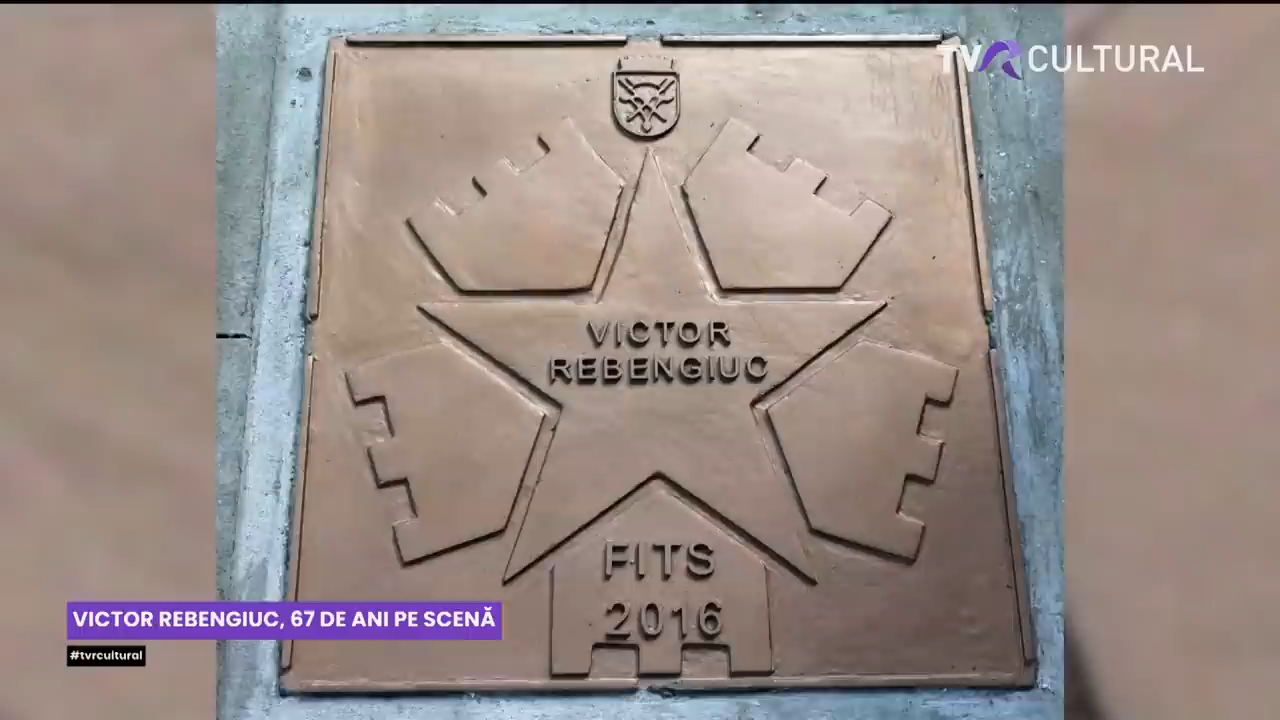 TVR CULTURAL
VICTOR
REBENGIUC
FITS
2016
VICTOR REBENGIUC, 67 DE ANI PE SCENĂ
#tvrcultural